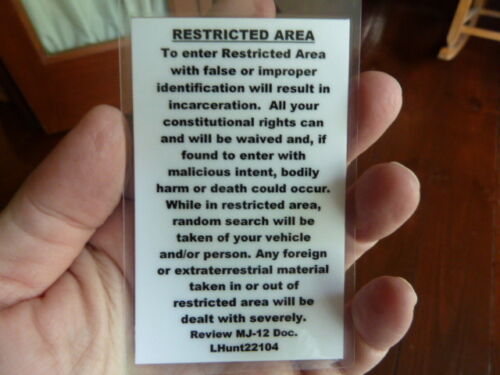 RESTRICTED AREA
To enter Restricted Area
with false or improper
identification will result in
incarceration. All your
constitutional rights can
and will be waived and, if
found to enter with
malicious intent, bodily
harm or death could occur.
While in restricted area,
random search will be
taken of your vehicle
and/or person. Any foreign
or extraterrestrial material
taken in or out of
restricted area will be
dealt with severely.
Review MJ-12 Doc.
LHunt22104